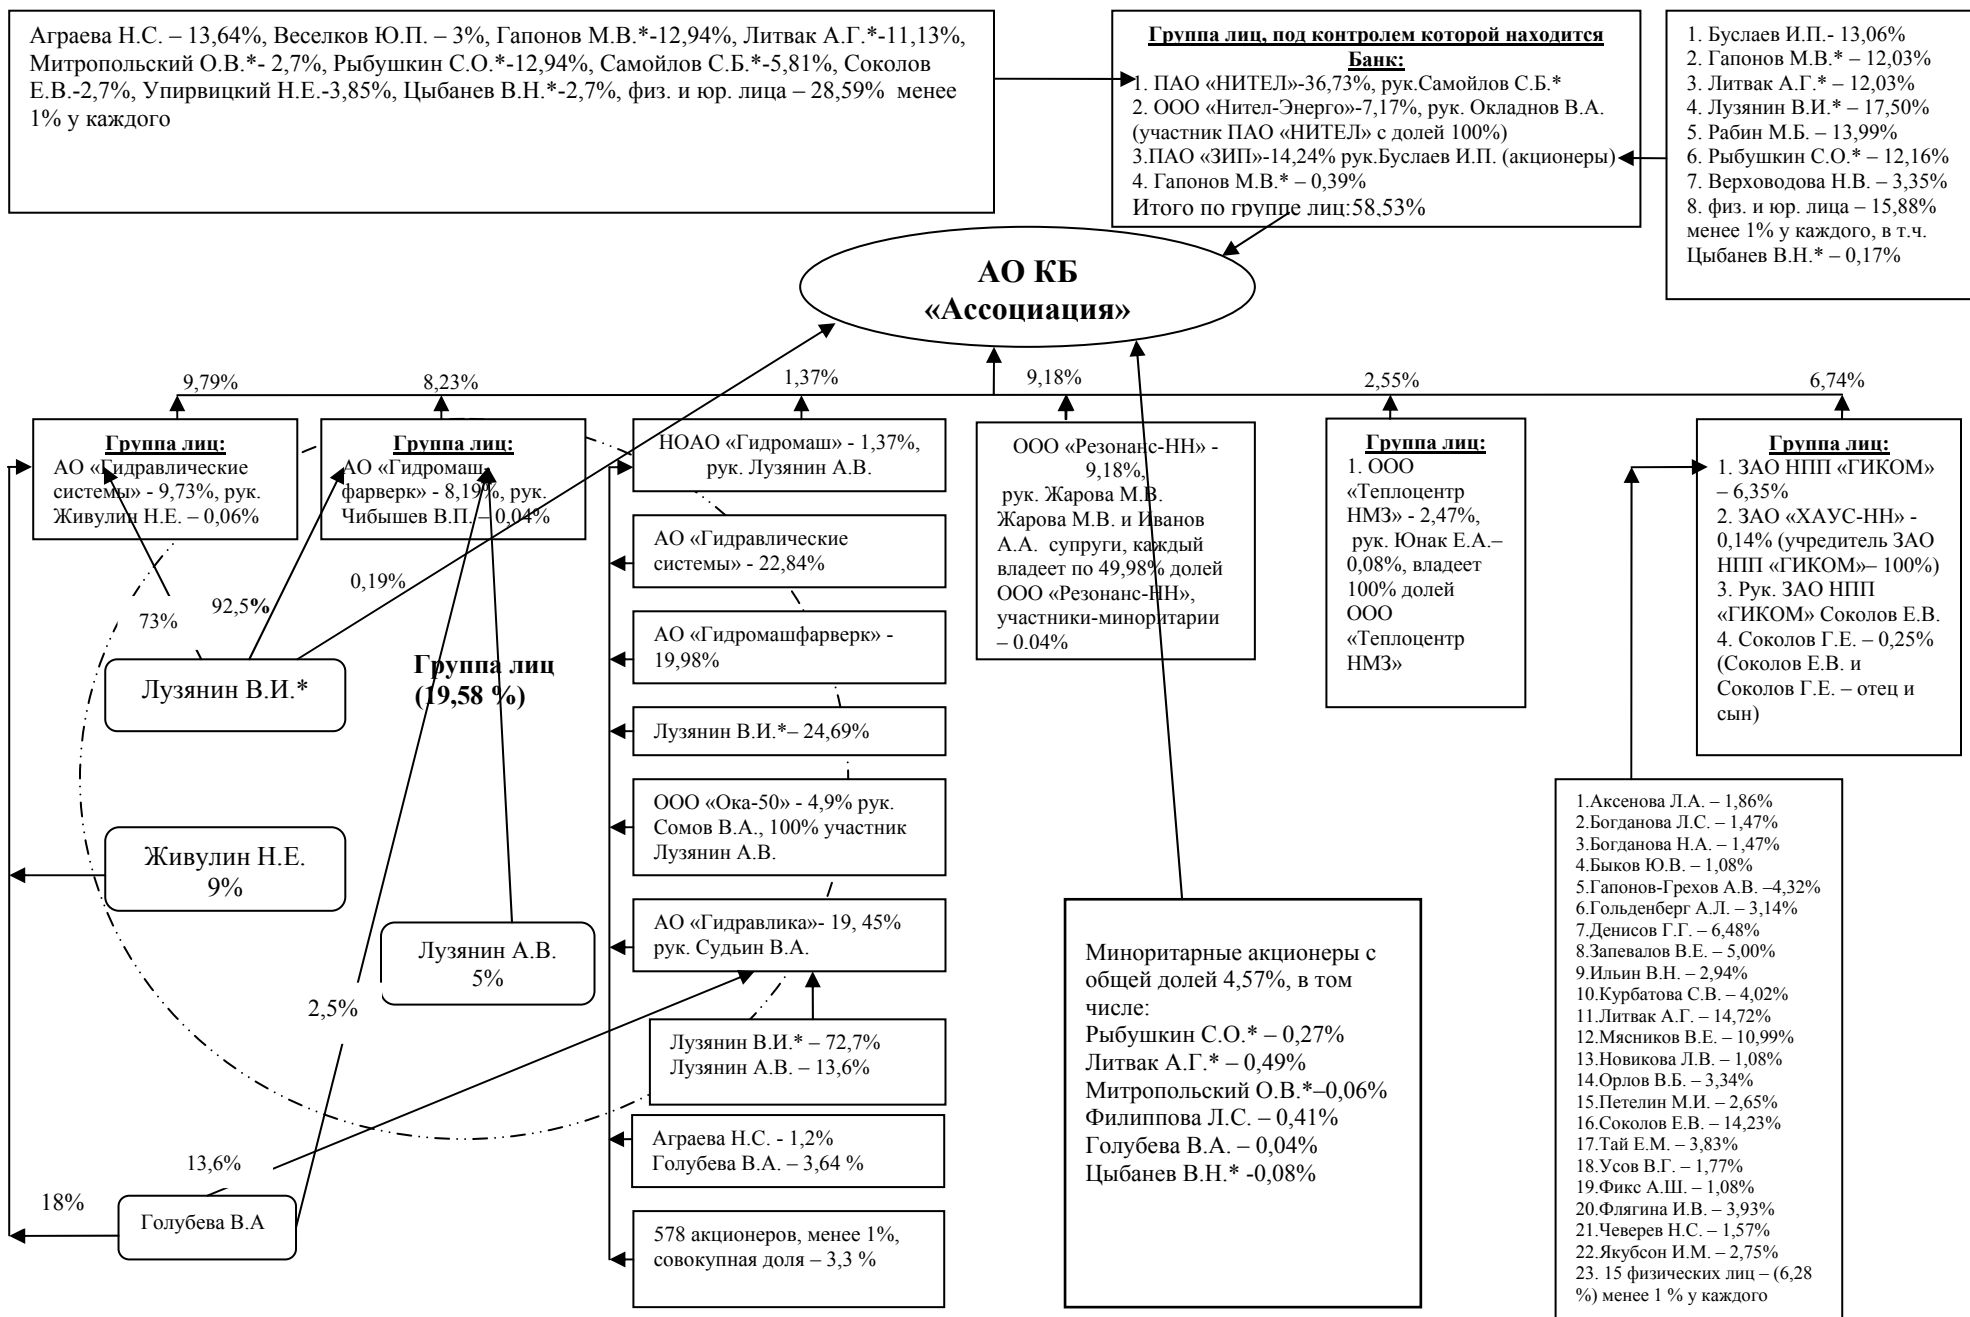 Аграева Н.С. – 13,64%, Веселков Ю.П. – 3%, Гапонов М.В.*-12,94%, Литвак А.Г.*-11,13%,
Митропольский О.В.*- 2,7%, Рыбушкин С.О.*-12,94%, Самойлов С.Б.*-5,81%, Соколов
Е.В.-2,7%, Упирвицкий Н.Е.-3,85%, Цыбанев В.Н.*-2,7%, физ. и юр. лица – 28,59% менее
1% у каждого
Группа лиц, под контролем которой находится
Банк:
1. ПАО «НИТЕЛ»-36,73%, рук.Самойлов С.Б.*
2. ООО «Нител-Энерго»-7,17%, рук. Окладнов В.А.
(участник ПАО «НИТЕЛ» с долей 100%)
3.ПАО «ЗИП»-14,24% рук.Буслаев И.П. (акционеры)
4. Гапонов М.В.* – 0,39%
Итого по группе лиц:58,53%
1. Буслаев И.П.- 13,06%
2. Гапонов М.В.* – 12,03%
3. Литвак А.Г.* – 12,03%
4. Лузянин В.И.* – 17,50%
5. Рабин М.Б. – 13,99%
6. Рыбушкин С.О.* – 12,16%
7. Верховодова Н.В. – 3,35%
8. физ. и юр. лица – 15,88%
менее 1% у каждого, в т.ч.
Цыбанев В.Н.* – 0,17%
АО КБ
«Ассоциация»
9,79%
8,23%
1,37%
9,18%
2,55%
6,74%
Группа лиц:
АО «Гидравлические
системы» - 9,73%, рук.
Живулин Н.Е. – 0,06%
Группа лиц:
АО «Гидромаш-
фарверк» - 8,19%, рук.
Чибышев В.П. – 0,04%
НОАО «Гидромаш» - 1,37%,
рук. Лузянин А.В.
АО «Гидравлические
системы» - 22,84%
АО «Гидромашфарверк» -
19,98%
Лузянин В.И.*– 24,69%
ООО «Ока-50» - 4,9% рук.
Сомов В.А., 100% участник
Лузянин А.В.
АО «Гидравлика»- 19, 45%
рук. Судьин В.А.
Лузянин В.И.* – 72,7%
Лузянин А.В. – 13,6%
Аграева Н.С. - 1,2%
Голубева В.А. – 3,64 %
578 акционеров, менее 1%,
совокупная доля – 3,3 %
ООО «Резонанс-НН» -
9,18%,
рук. Жарова М.В.
Жарова М.В. и Иванов
А.А. супруги, каждый
владеет по 49,98% долей
ООО «Резонанс-НН»,
участники-миноритарии
– 0.04%
Группа лиц:
1. ООО
«Теплоцентр
НМЗ» - 2,47%,
рук. Юнак Е.А.–
0,08%, владеет
100% долей
ООО
«Теплоцентр
НМЗ»
Группа лиц:
1. ЗАО НПП «ГИКОМ»
– 6,35%
2. ЗАО «ХАУС-НН» -
0,14% (учредитель ЗАО
НПП «ГИКОМ»– 100%)
3. Рук. ЗАО НПП
«ГИКОМ» Соколов Е.В.
4. Соколов Г.Е. – 0,25%
(Соколов Е.В. и
Соколов Г.Е. – отец и
сын)
0,19%
92,5%
73%
Лузянин В.И.*
Группа лиц
(19,58 %)
Живулин Н.Е.
9%
Лузянин А.В.
5%
2,5%
13,6%
18%
Голубева В.А
Миноритарные акционеры с
общей долей 4,57%, в том
числе:
Рыбушкин С.О.* – 0,27%
Литвак А.Г.* – 0,49%
Митропольский О.В.*–0,06%
Филиппова Л.С. – 0,41%
Голубева В.А. – 0,04%
Цыбанев В.Н.* -0,08%
1.Аксенова Л.А. – 1,86%
2.Богданова Л.С. – 1,47%
3.Богданова Н.А. – 1,47%
4.Быков Ю.В. – 1,08%
5.Гапонов-Грехов А.В. –4,32%
6.Гольденберг А.Л. – 3,14%
7.Денисов Г.Г. – 6,48%
8.Запевалов В.Е. – 5,00%
9.Ильин В.Н. – 2,94%
10.Курбатова С.В. – 4,02%
11.Литвак А.Г. – 14,72%
12.Мясников В.Е. – 10,99%
13.Новикова Л.В. – 1,08%
14.Орлов В.Б. – 3,34%
15.Петелин М.И. – 2,65%
16.Соколов Е.В. – 14,23%
17.Тай Е.М. – 3,83%
18.Усов В.Г. – 1,77%
19.Фикс А.Ш. – 1,08%
20.Флягина И.В. – 3,93%
21.Чеверев Н.С. – 1,57%
22.Якубсон И.М. – 2,75%
23. 15 физических лиц – (6,28
%) менее 1 % у каждого